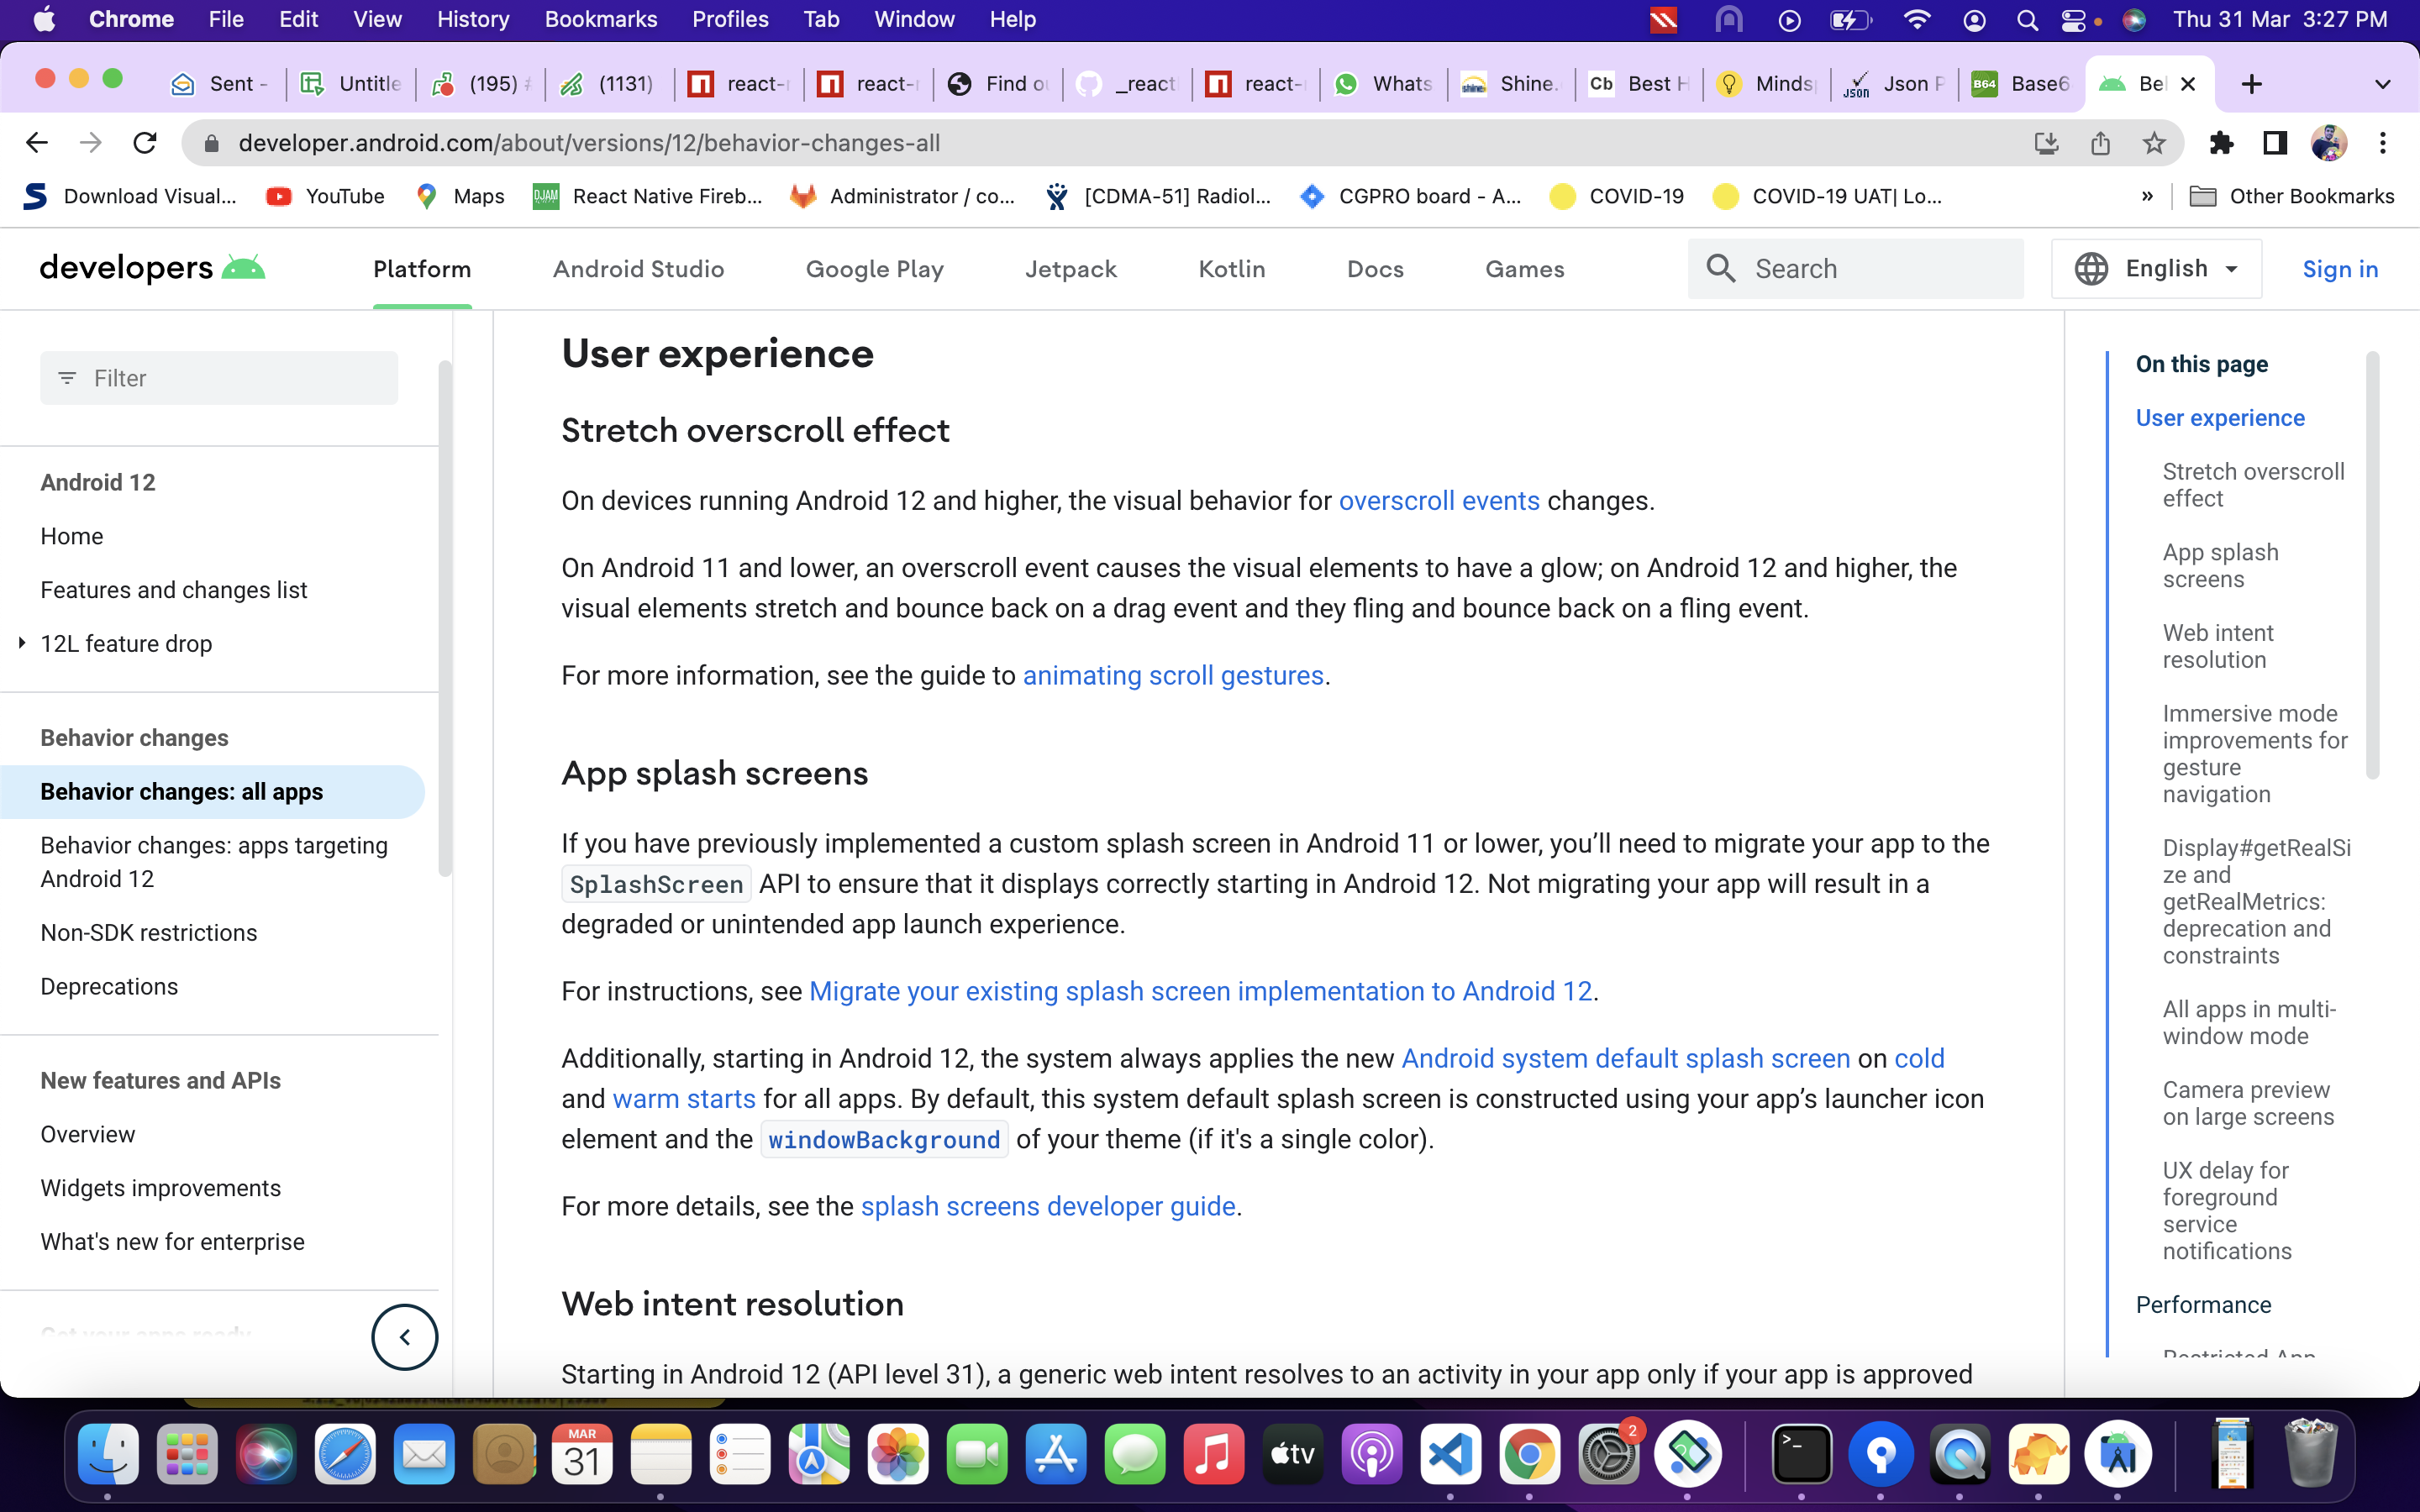 Chrome File Edit View History Bookmarks Profiles Tab Window Help Thu 31 Mar 3:27 PM
Sent - Untitle (195) (1131) react-r react-r Find o _react react- Whats Shine. Cb Best H Minds JSON Json P B64 Base6 Be
developer.android.com/about/versions/12/behavior-changes-all
Download Visual... YouTube Maps DJAM React Native Fireb... Administrator / co... [CDMA-51] Radiol... CGPRO board - A... COVID-19 COVID-19 UAT| Lo... » Other Bookmarks
developers Platform Android Studio Google Play Jetpack Kotlin Docs Games Search English Sign in
Filter
Android 12
Home
Features and changes list
12L feature drop
Behavior changes
Behavior changes: all apps
Behavior changes: apps targeting
Android 12
Non-SDK restrictions
Deprecations
New features and APIs
Overview
Widgets improvements
What's new for enterprise
User experience
Stretch overscroll effect
On devices running Android 12 and higher, the visual behavior for overscroll events changes.
On Android 11 and lower, an overscroll event causes the visual elements to have a glow; on Android 12 and higher, the
visual elements stretch and bounce back on a drag event and they fling and bounce back on a fling event.
For more information, see the guide to animating scroll gestures.
App splash screens
If you have previously implemented a custom splash screen in Android 11 or lower, you’ll need to migrate your app to the
SplashScreen API to ensure that it displays correctly starting in Android 12. Not migrating your app will result in a
degraded or unintended app launch experience.
For instructions, see Migrate your existing splash screen implementation to Android 12.
Additionally, starting in Android 12, the system always applies the new Android system default splash screen on cold
and warm starts for all apps. By default, this system default splash screen is constructed using your app’s launcher icon
element and the windowBackground of your theme (if it's a single color).
For more details, see the splash screens developer guide.
Web intent resolution
Starting in Android 12 (API level 31), a generic web intent resolves to an activity in your app only if your app is approved
On this page
User experience
Stretch overscroll
effect
App splash
screens
Web intent
resolution
Immersive mode
improvements for
gesture
navigation
Display#getRealSi
ze and
getRealMetrics:
deprecation and
constraints
All apps in multi-
window mode
Camera preview
on large screens
UX delay for
foreground
service
notifications
Performance
Restricted App
MAR
31
tv
2